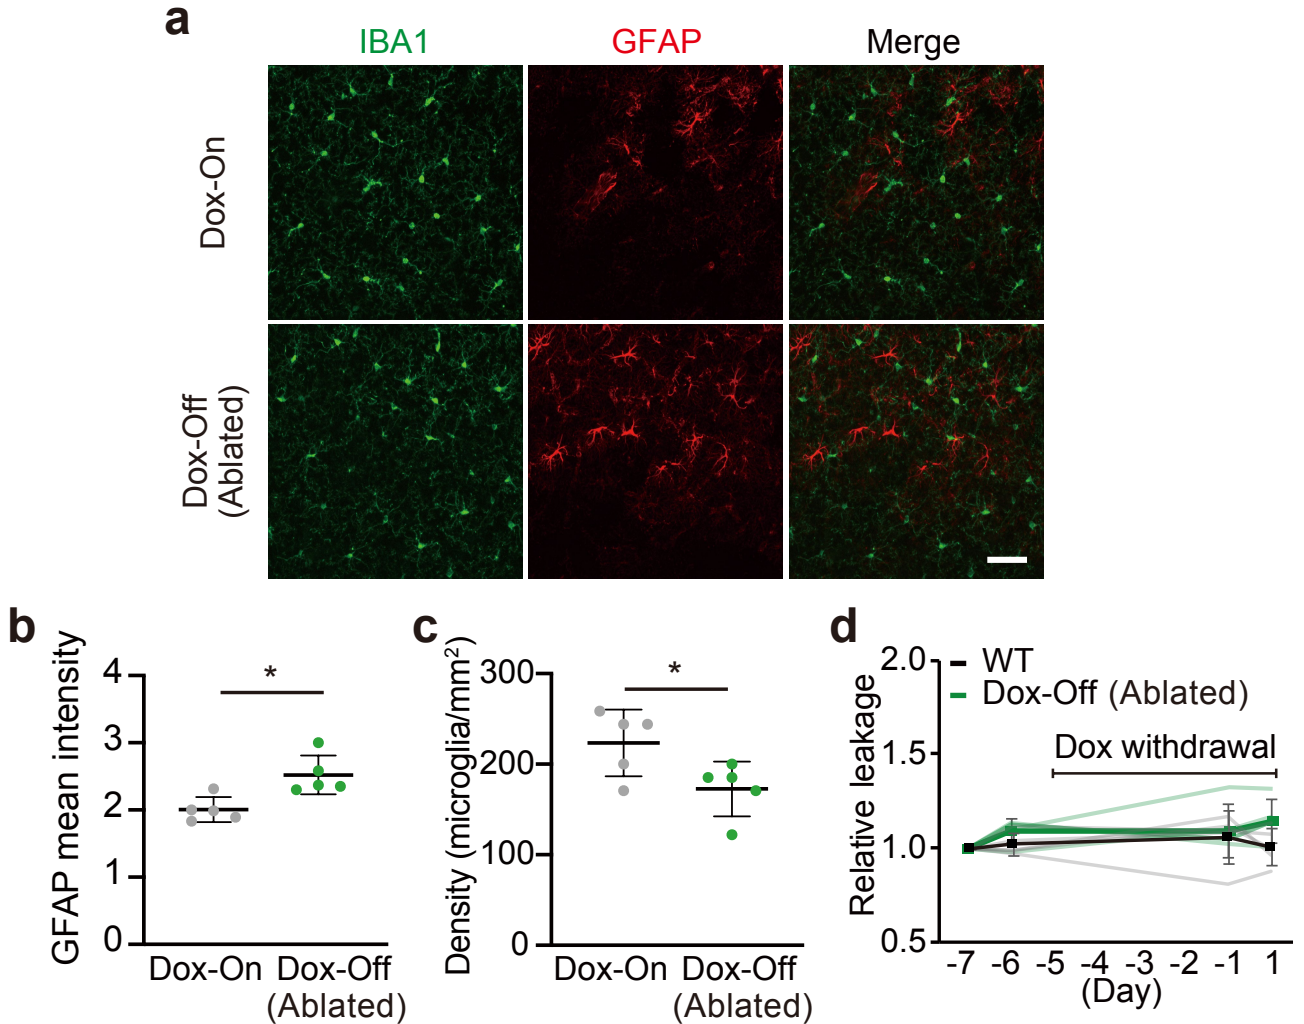 a
IBA1 GFAP Merge
Dox-On
Dox-Off
(Ablated)
b
GFAP mean intensity
4
3
2
1
0
*
Dox-On Dox-Off
(Ablated)
c
Density (microglia/mm²)
300
200
100
0
*
Dox-On Dox-Off
(Ablated)
d
Relative leakage
2.0
1.5
1.0
0.5
WT
Dox-Off (Ablated)
Dox withdrawal
-7 -6 -5 -4 -3 -2 -1 1
(Day)